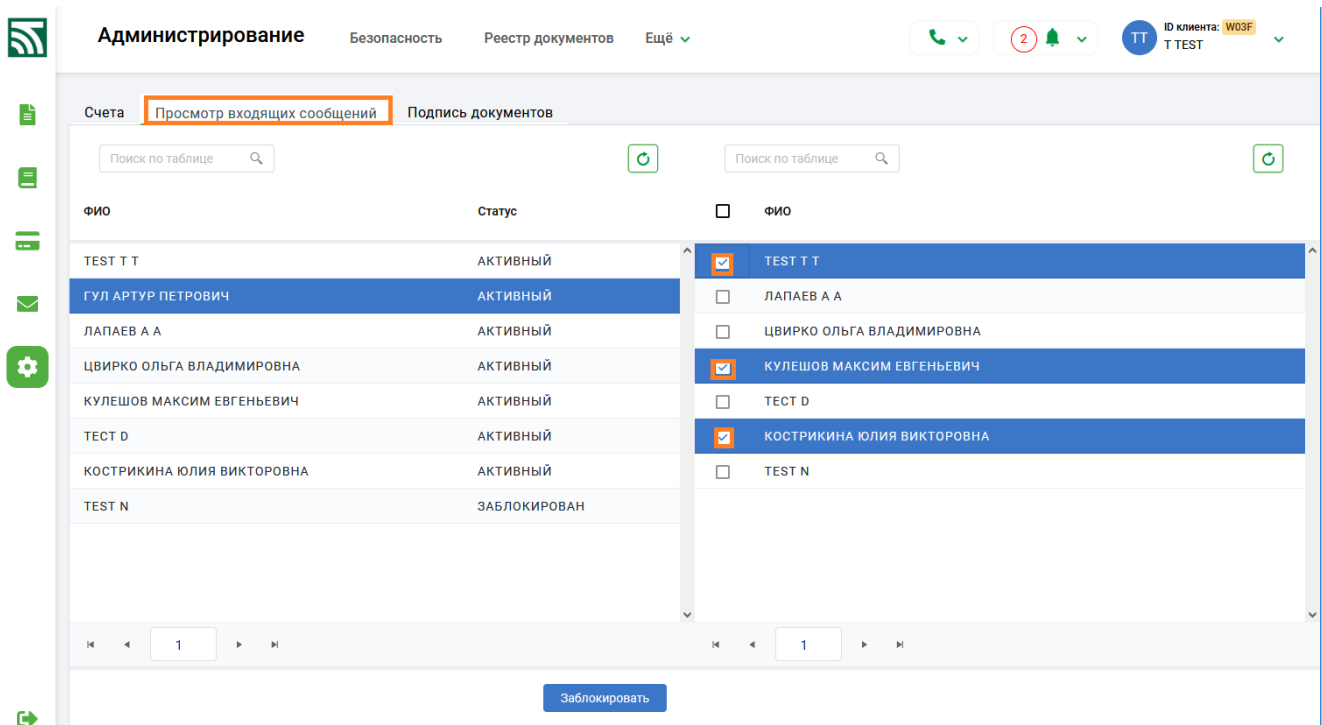 Администрирование Безопасность Реестр документов Ещё 2 ТТ ID клиента: W03F
T TEST
Счета Просмотр входящих сообщений Подпись документов
Поиск по таблице Поиск по таблице
ФИО Статус ФИО
TEST T T АКТИВНЫЙ TEST T T
ГУЛ АРТУР ПЕТРОВИЧ АКТИВНЫЙ ЛАПАЕВ А А
ЛАПАЕВ А А АКТИВНЫЙ ЦВИРКО ОЛЬГА ВЛАДИМИРОВНА
ЦВИРКО ОЛЬГА ВЛАДИМИРОВНА АКТИВНЫЙ КУЛЕШОВ МАКСИМ ЕВГЕНЬЕВИЧ
КУЛЕШОВ МАКСИМ ЕВГЕНЬЕВИЧ АКТИВНЫЙ ТЕСТ D
ТЕСТ D АКТИВНЫЙ КОСТРИКИНА ЮЛИЯ ВИКТОРОВНА
КОСТРИКИНА ЮЛИЯ ВИКТОРОВНА АКТИВНЫЙ TEST N
TEST N ЗАБЛОКИРОВАН
1 1
Заблокировать